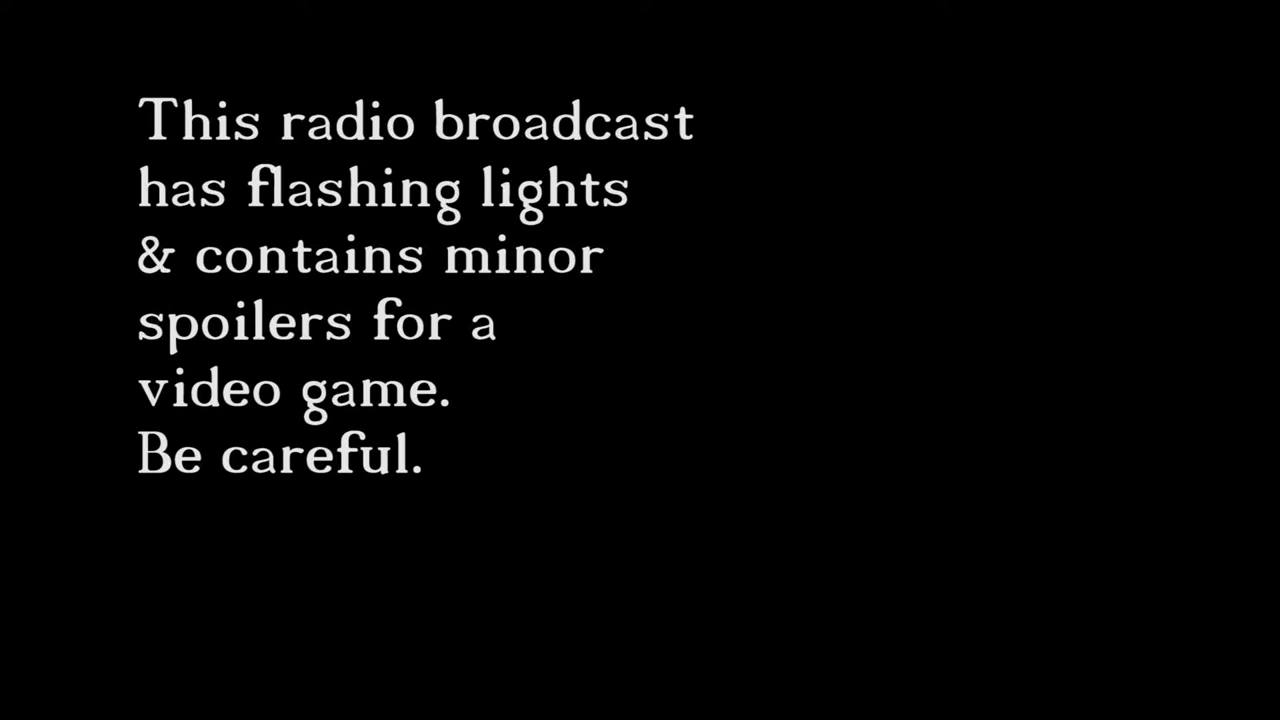 This radio broadcast
has flashing lights
& contains minor
spoilers for a
video game.
Be careful.